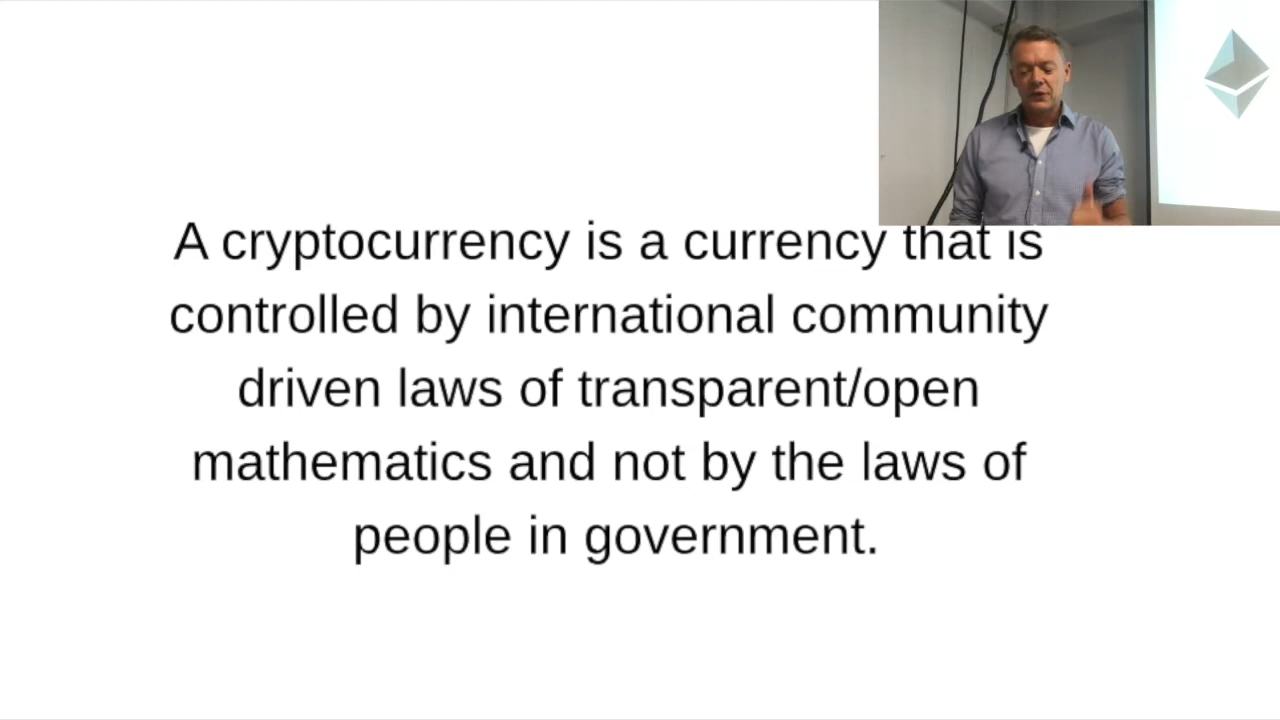 A cryptocurrency is a currency that is
controlled by international community
driven laws of transparent/open
mathematics and not by the laws of
people in government.